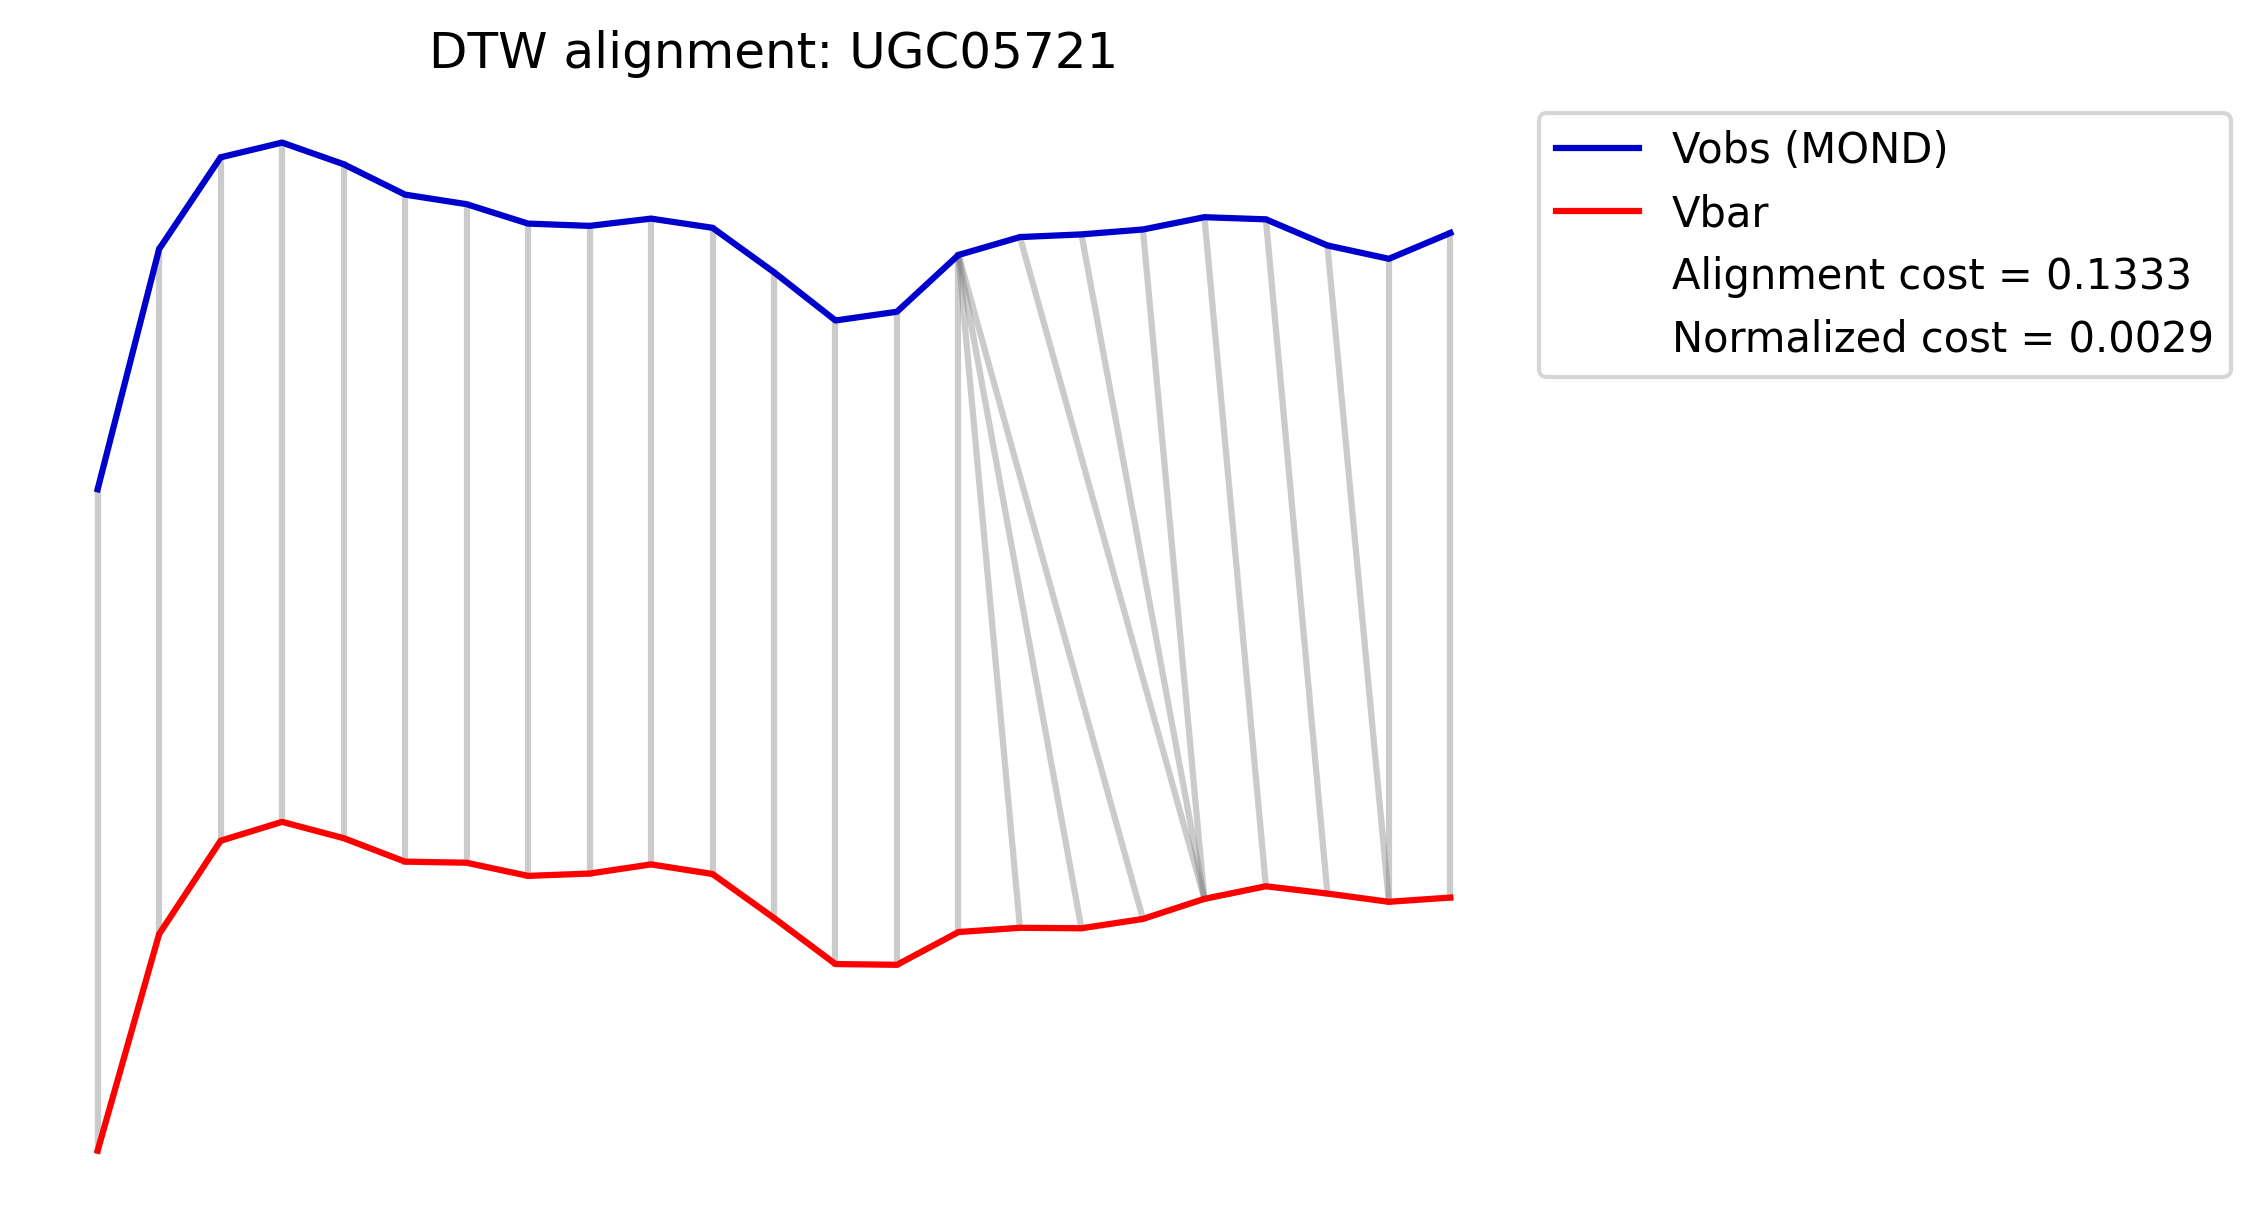 DTW alignment: UGC05721
Vobs (MOND)
Vbar
Alignment cost = 0.1333
Normalized cost = 0.0029